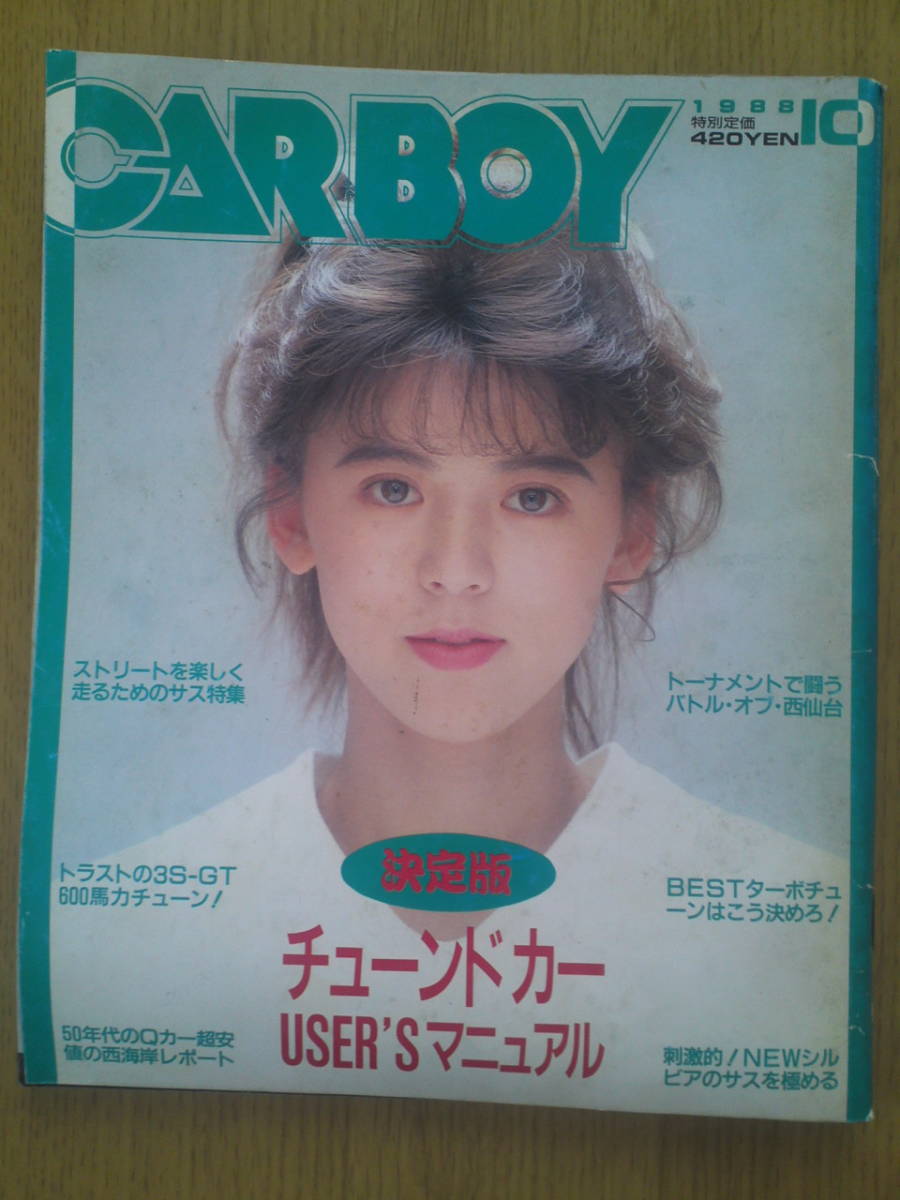 CAR BOY
1988
特別定価
420YEN
10
ストリートを楽しく
走るためのサス特集
トーナメントで闘う
バトル・オブ・西仙台
トラストの3S-GT
600馬力チューン!
決定版
BESTターボチュ
ーンはこう決めろ!
チューンドカー
USER'Sマニュアル
50年代のQカー超安
値の西海岸レポート
刺激的!NEWシル
ビアのサスを極める